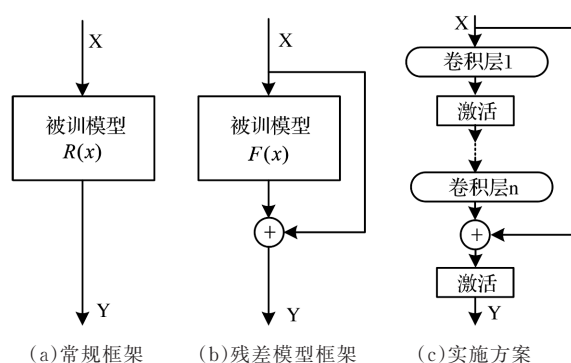 X
被训模型
R(x)
Y
(a)常规框架
X
被训模型
F(x)
+
Y
(b)残差模型框架
X
卷积层1
激活
卷积层n
+
激活
Y
(c)实施方案